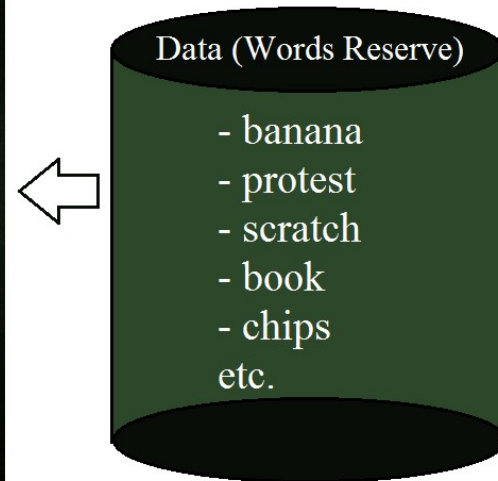 Data (Words Reserve)
- banana
- protest
- scratch
- book
- chips
etc.